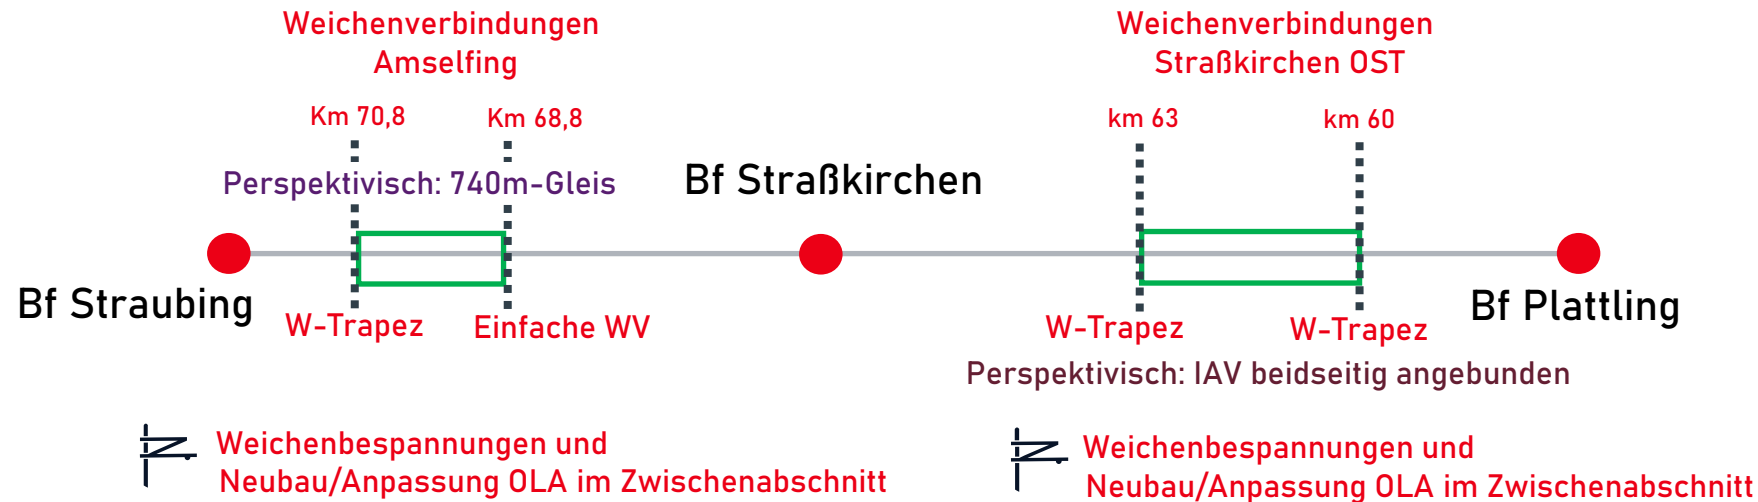 Weichenverbindungen
Amselfing
Weichenverbindungen
Straßkirchen OST
Km 70,8
Km 68,8
km 63
km 60
Perspektivisch: 740m-Gleis
Bf Straßkirchen
Bf Straubing
Bf Plattling
W-Trapez
Einfache WV
W-Trapez
W-Trapez
Perspektivisch: IAV beidseitig angebunden
Weichenbespannungen und
Neubau/Anpassung OLA im Zwischenabschnitt
Weichenbespannungen und
Neubau/Anpassung OLA im Zwischenabschnitt